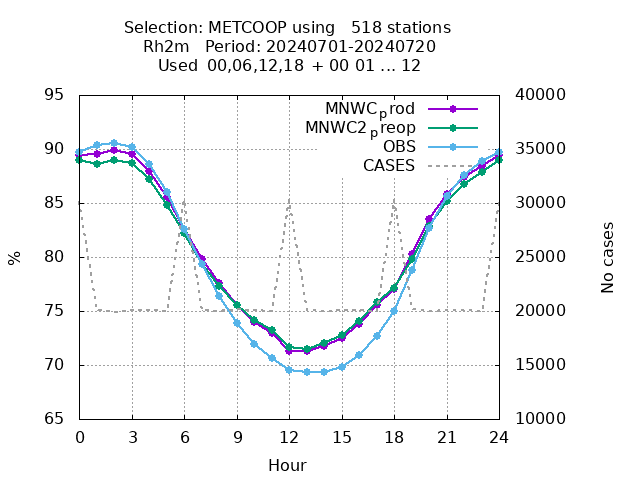 Selection: METCOOP using   518 stations
Rh2m   Period: 20240701-20240720
Used  00,06,12,18  + 00 01 ... 12
95 40000
MNWCprod
MNWC2preop
90 35000
OBS
CASES
85 30000
80 25000
% No cases
75 20000
70 15000
65 10000
0 3 6 9 12 15 18 21 24
Hour